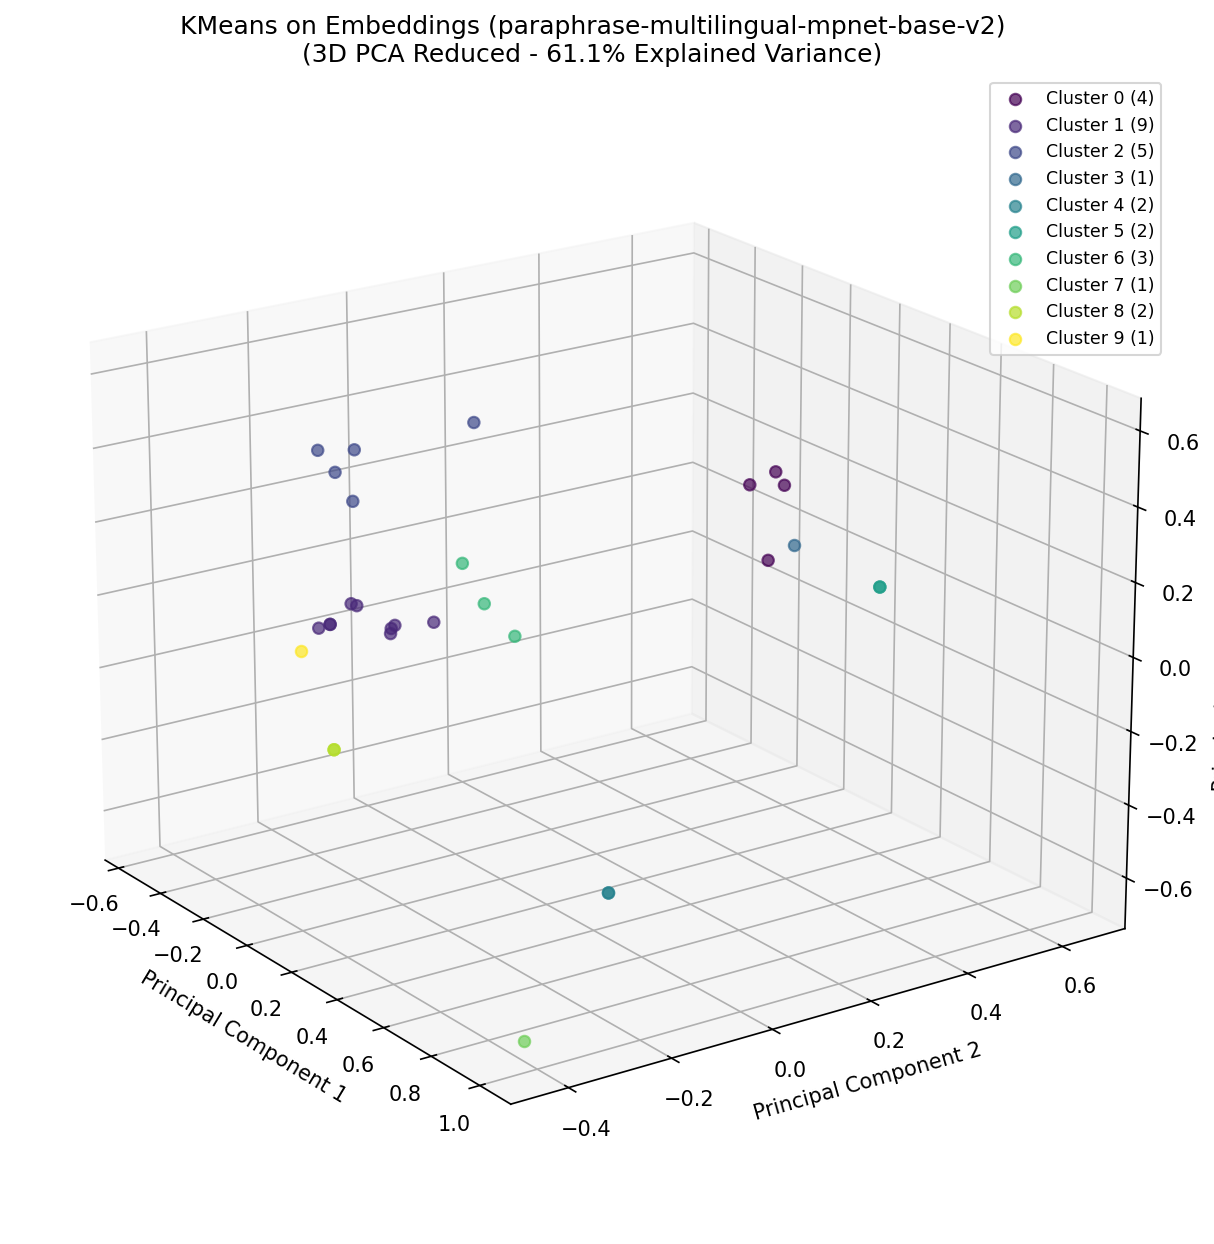 KMeans on Embeddings (paraphrase-multilingual-mpnet-base-v2)
(3D PCA Reduced - 61.1% Explained Variance)
Cluster 0 (4)
Cluster 1 (9)
Cluster 2 (5)
Cluster 3 (1)
Cluster 4 (2)
Cluster 5 (2)
Cluster 6 (3)
Cluster 7 (1)
Cluster 8 (2)
Cluster 9 (1)
0.6
0.4
0.2
0.0
−0.2
−0.4
−0.6
−0.6
−0.4
−0.2
0.0
0.2
0.4
0.6
0.8
1.0
Principal Component 1
−0.4
−0.2
0.0
0.2
0.4
0.6
Principal Component 2